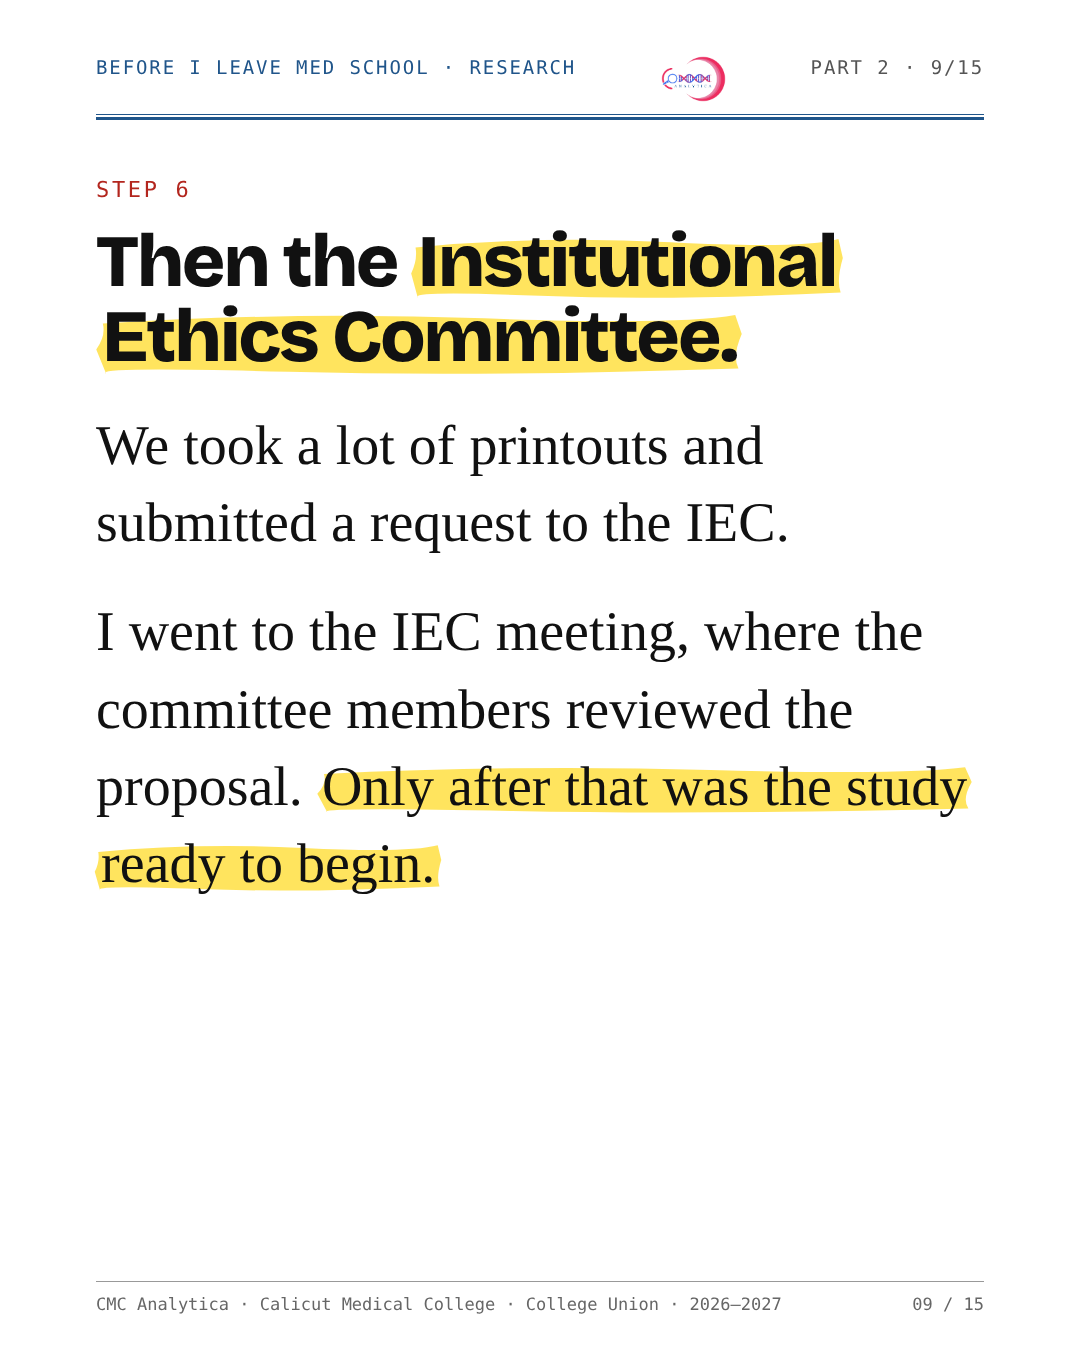 BEFORE I LEAVE MED SCHOOL · RESEARCH
ANALYTICA
PART 2 · 9/15
STEP 6
Then the Institutional
Ethics Committee.
We took a lot of printouts and
submitted a request to the IEC.
I went to the IEC meeting, where the
committee members reviewed the
proposal. Only after that was the study
ready to begin.
CMC Analytica · Calicut Medical College · College Union · 2026–2027
09 / 15